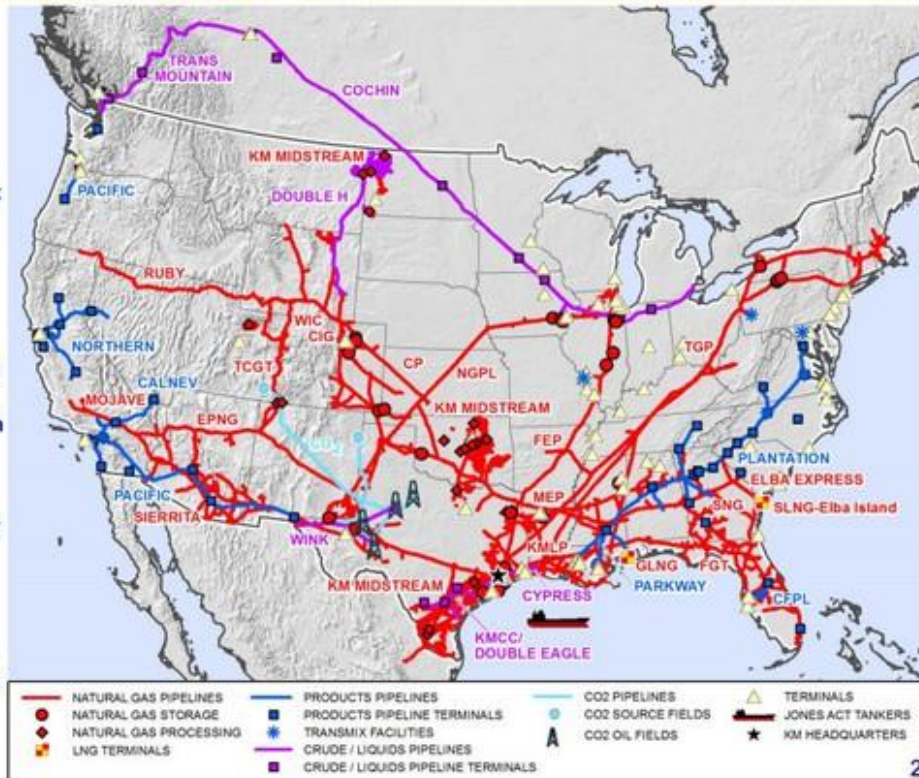 TRANS
MOUNTAIN
COCHIN
KM MIDSTREAM
PACIFIC
DOUBLE H
RUBY
WIC
CIG
NORTHERN
TCGT
CP
NGPL
TGP
CALNEV
MOJAVE
KM MIDSTREAM
EPNG
FEP
PLANTATION
PACIFIC
MEP
ELBA EXPRESS
SIERRITA
SNG
SLNG-Elba Island
WINK
KMLP
KM MIDSTREAM
GLNG
FGT
CYPRESS
PARKWAY
CFPL
KMCC/
DOUBLE EAGLE
NATURAL GAS PIPELINES
NATURAL GAS STORAGE
NATURAL GAS PROCESSING
LNG TERMINALS
PRODUCTS PIPELINES
PRODUCTS PIPELINE TERMINALS
TRANSMIX FACILITIES
CRUDE / LIQUIDS PIPELINES
CRUDE / LIQUIDS PIPELINE TERMINALS
CO2 PIPELINES
CO2 SOURCE FIELDS
CO2 OIL FIELDS
TERMINALS
JONES ACT TANKERS
KM HEADQUARTERS
2